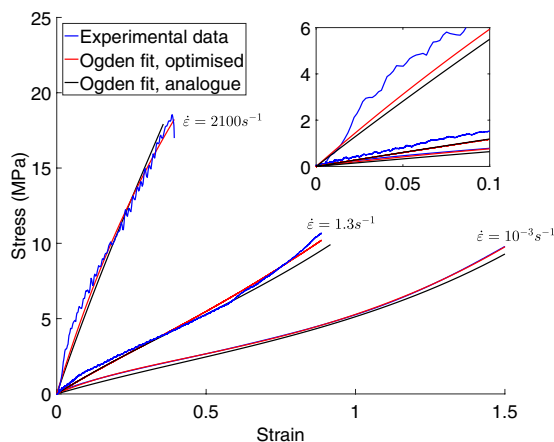 Experimental data
Ogden fit, optimised
Ogden fit, analogue
25
20
15
10
5
0
Stress (MPa)
0
0.5
1
1.5
Strain
ε̇ = 2100s⁻¹
ε̇ = 1.3s⁻¹
ε̇ = 10⁻³s⁻¹
6
4
2
0
0
0.05
0.1